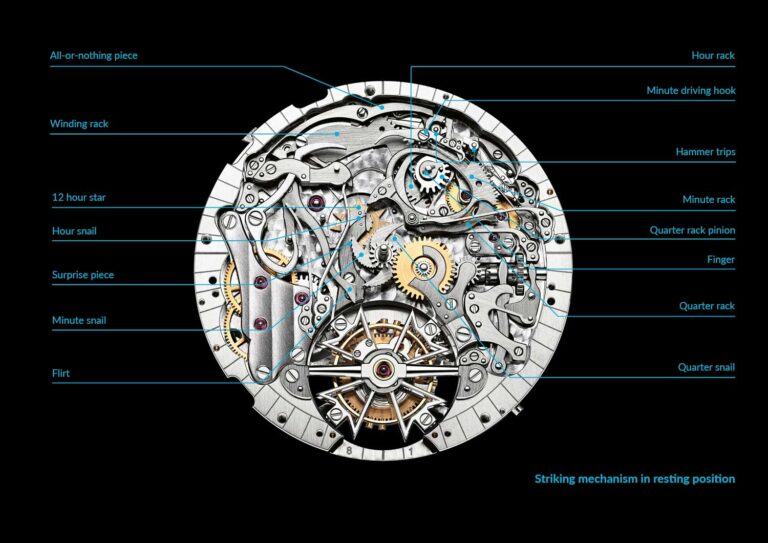 All-or-nothing piece
Winding rack
12 hour star
Hour snail
Surprise piece
Minute snail
Flirt
Hour rack
Minute driving hook
Hammer trips
Minute rack
Quarter rack pinion
Finger
Quarter rack
Quarter snail
8 1
Striking mechanism in resting position